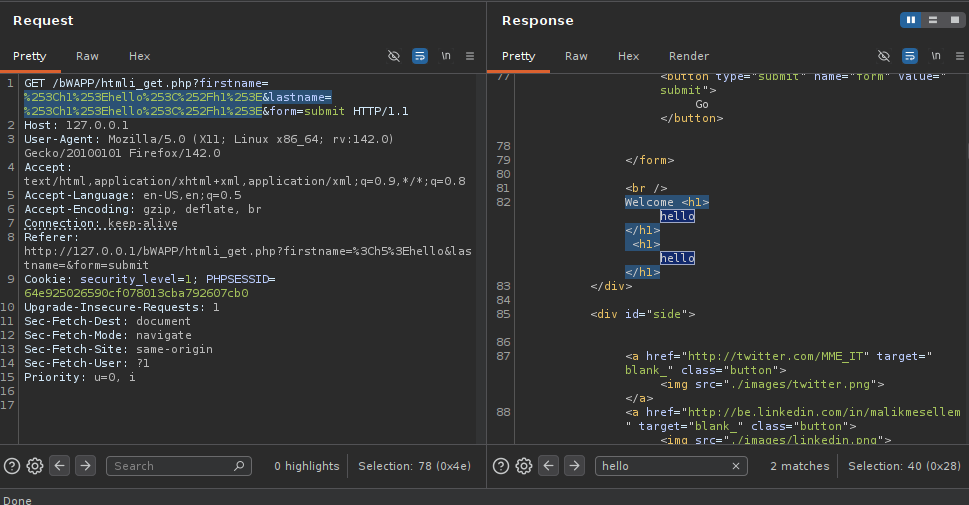 Request
Pretty Raw Hex
\n
1 GET /bWAPP/htmli_get.php?firstname=
%253Ch1%253Ehello%253C%252Fh1%253E&lastname=
%253Ch1%253Ehello%253C%252Fh1%253E&form=submit HTTP/1.1
2 Host: 127.0.0.1
3 User-Agent: Mozilla/5.0 (X11; Linux x86_64; rv:142.0)
Gecko/20100101 Firefox/142.0
4 Accept:
text/html,application/xhtml+xml,application/xml;q=0.9,*/*;q=0.8
5 Accept-Language: en-US,en;q=0.5
6 Accept-Encoding: gzip, deflate, br
7 Connection: keep-alive
8 Referer:
http://127.0.0.1/bWAPP/htmli_get.php?firstname=%3Ch5%3Ehello&las
tname=&form=submit
9 Cookie: security_level=1; PHPSESSID=
64e925026590cf078013cba792607cb0
10 Upgrade-Insecure-Requests: 1
11 Sec-Fetch-Dest: document
12 Sec-Fetch-Mode: navigate
13 Sec-Fetch-Site: same-origin
14 Sec-Fetch-User: ?1
15 Priority: u=0, i
16
17
Search
0 highlights
Selection: 78 (0x4e)
Response
Pretty Raw Hex Render
\n
77 <button type="submit" name="form" value="
submit">
Go
</button>
78
79 </form>
80
81 <br />
82 Welcome <h1>
hello
</h1>
<h1>
hello
</h1>
83 </div>
84
85 <div id="side">
86
87 <a href="http://twitter.com/MME_IT" target="
blank_" class="button">
<img src="./images/twitter.png">
</a>
88 <a href="http://be.linkedin.com/in/malikmesellem
" target="blank_" class="button">
<img src="./images/linkedin.png">
hello
2 matches
Selection: 40 (0x28)
Done